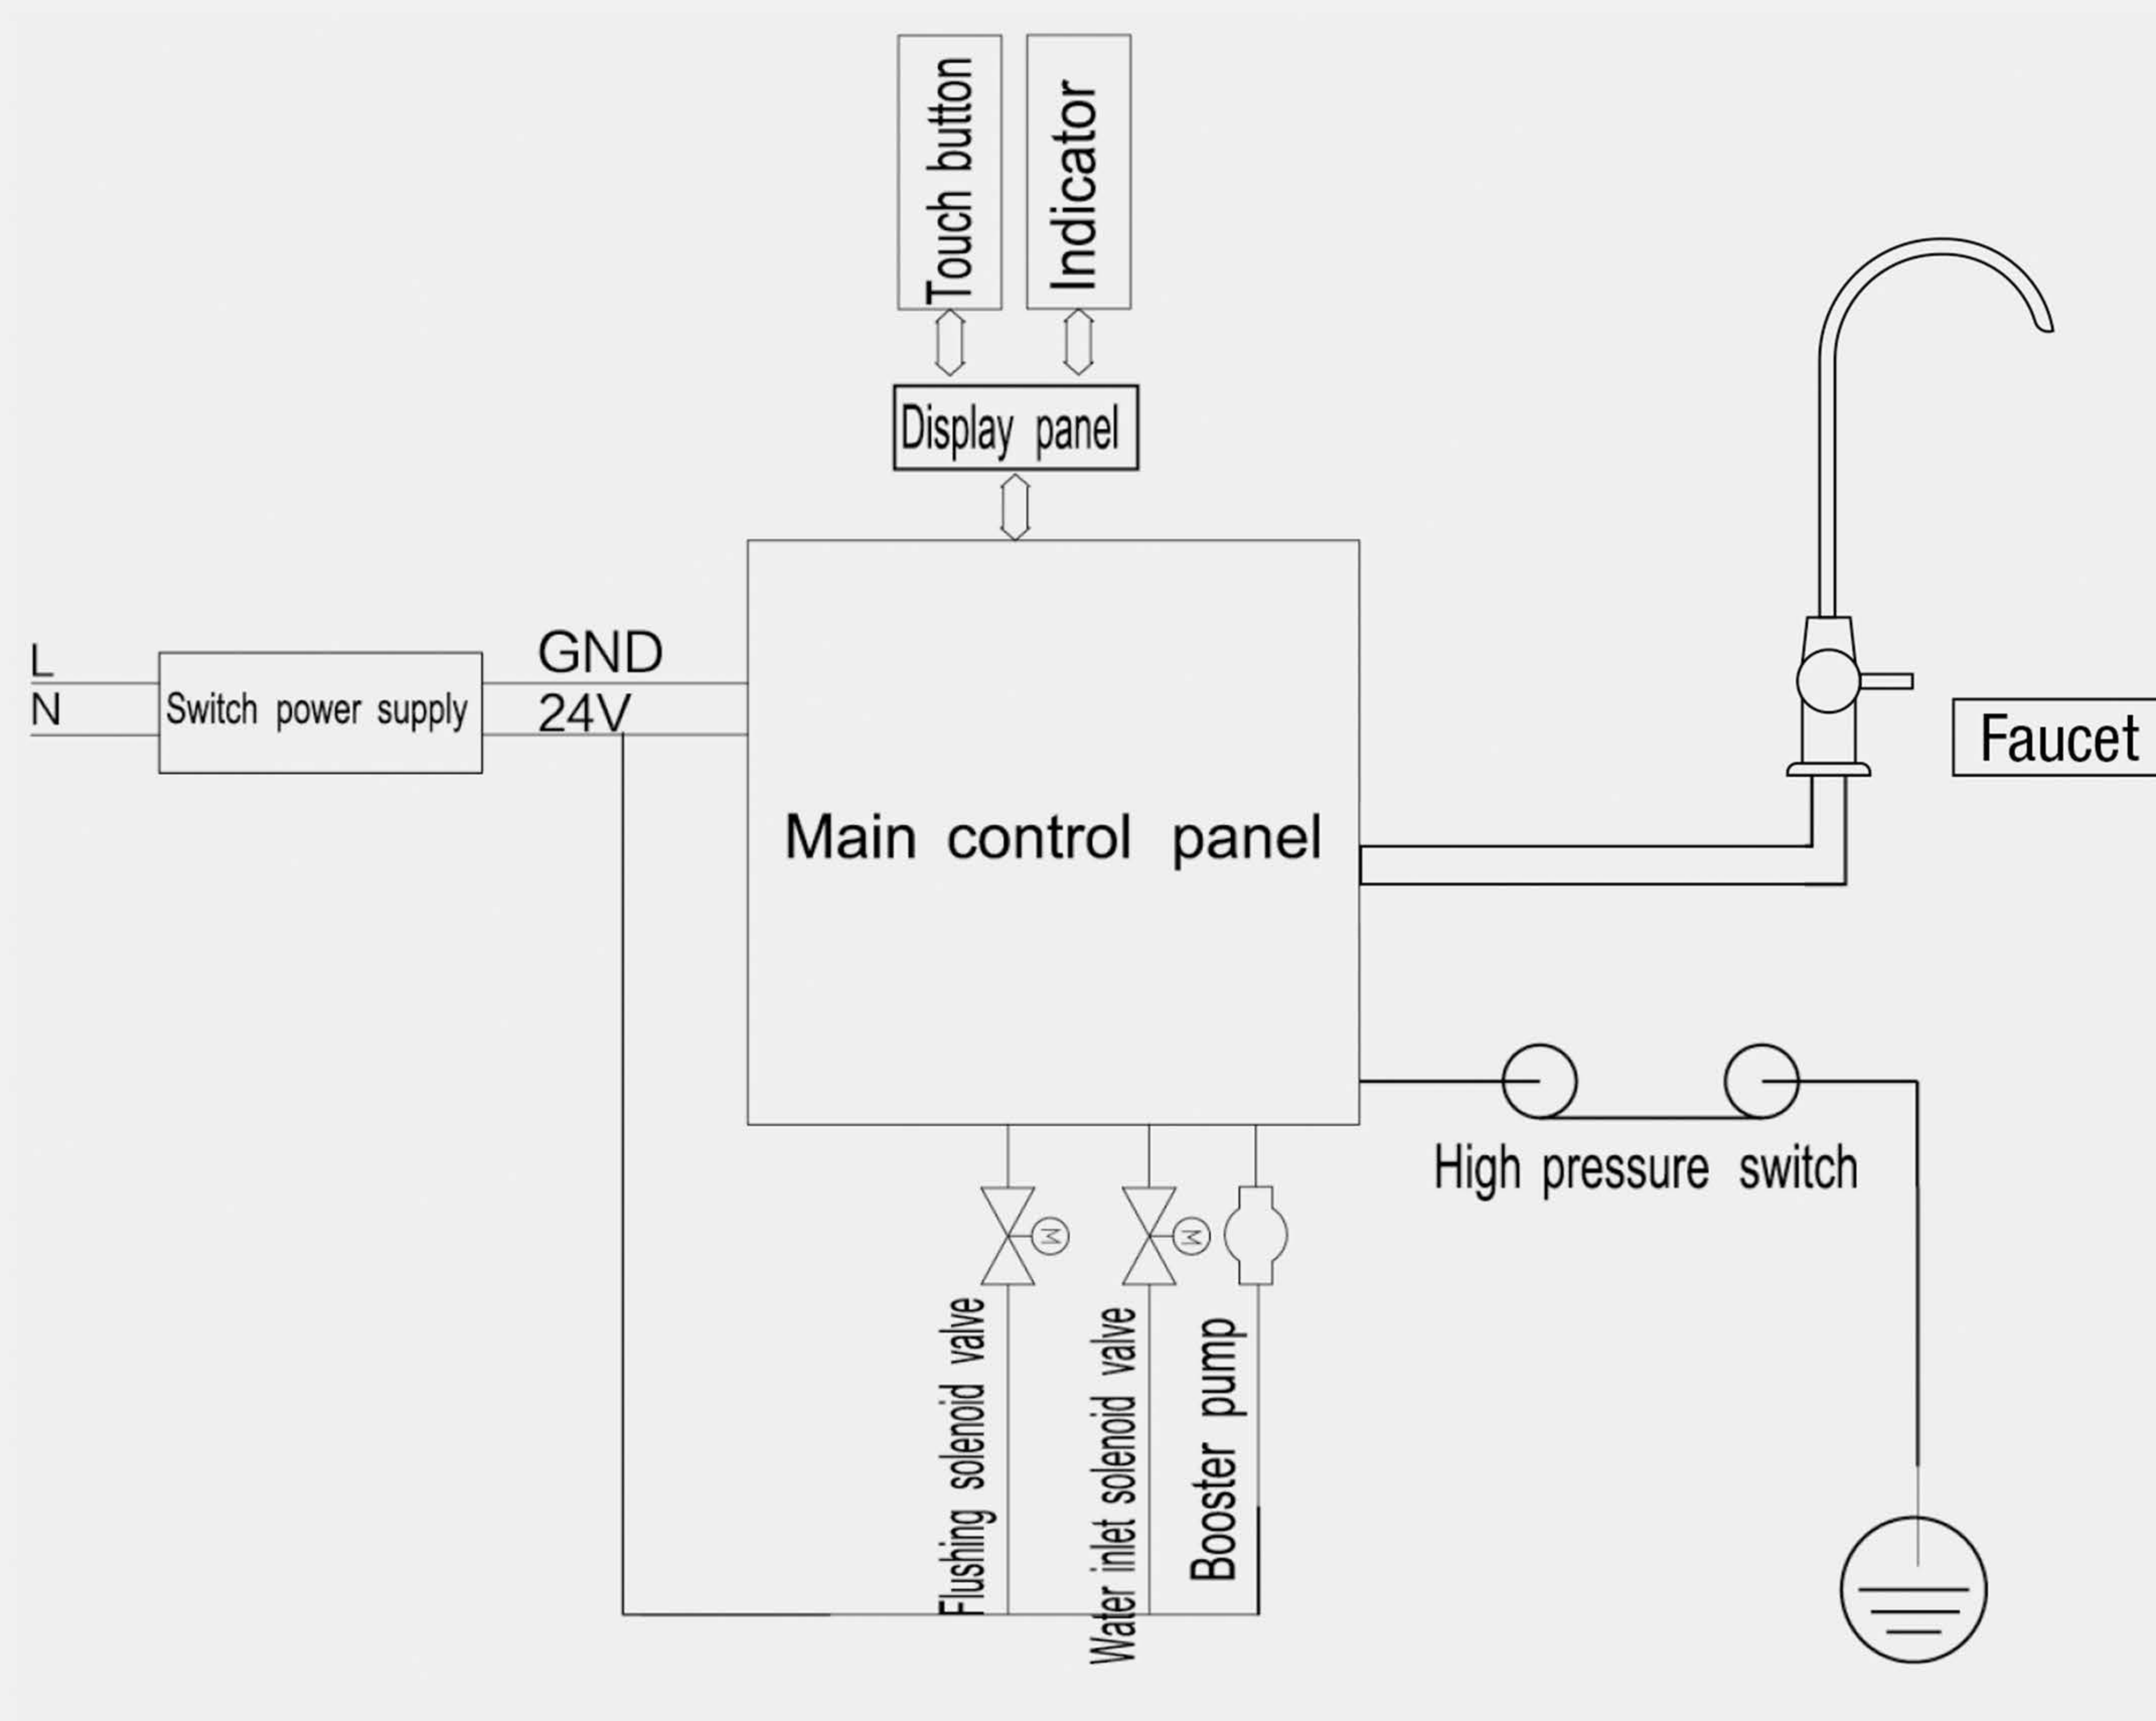 Touch button
Indicator
Display panel
L
N
Switch power supply
GND
24V
Main control panel
Faucet
High pressure switch
M
M
Flushing solenoid valve
Water inlet solenoid valve
Booster pump